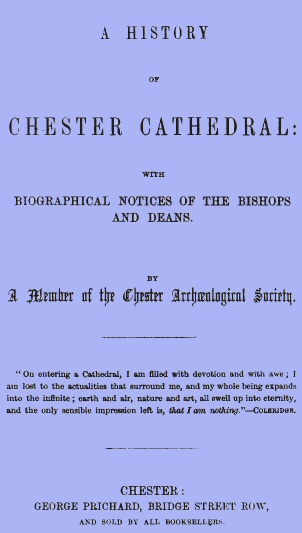 A HISTORY
OF
CHESTER CATHEDRAL:
WITH
BIOGRAPHICAL NOTICES OF THE BISHOPS
AND DEANS.
BY
A Member of the Chester Archæological Society.
"On entering a Cathedral, I am filled with devotion and with awe; I
am lost to the actualities that surround me, and my whole being expands
into the infinite; earth and air, nature and art, all swell up into eternity,
and the only sensible impression left is, that I am nothing."—COLERIDGE.
CHESTER:
GEORGE PRICHARD, BRIDGE STREET ROW,
AND SOLD BY ALL BOOKSELLERS.